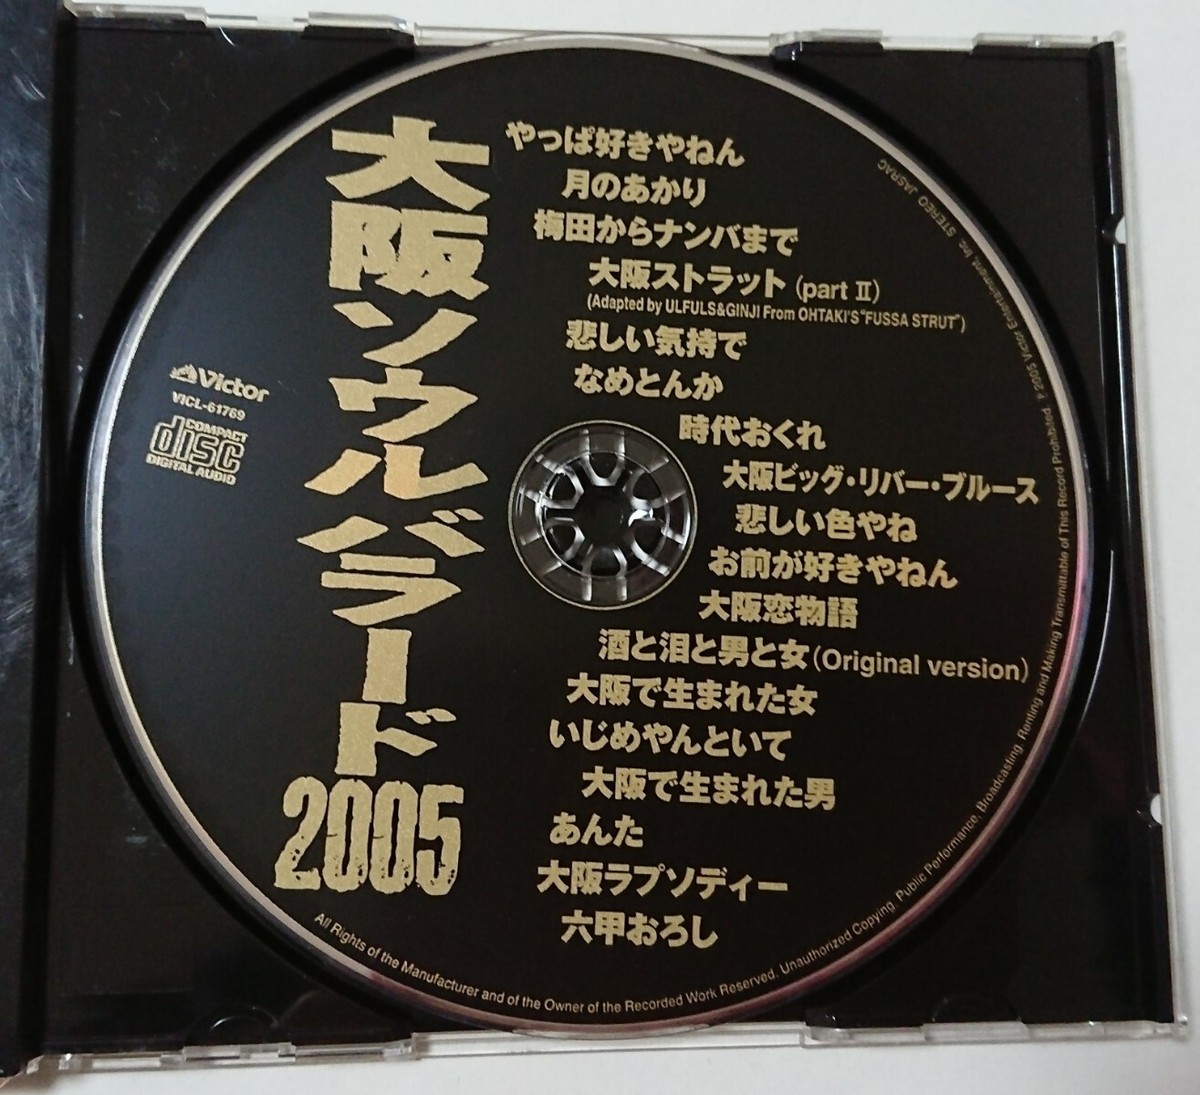 大阪ソウルバラード
2005
やっぱ好きやねん
月のあかり
梅田からナンバまで
大阪ストラット (part II)
(Adapted by ULFULS&GINJI From OHTAKI'S "FUSSA STRUT")
悲しい気持で
なめとんか
時代おくれ
大阪ビッグ・リバー・ブルース
悲しい色やね
お前が好きやねん
大阪恋物語
酒と泪と男と女 (Original version)
大阪で生まれた女
いじめやんといて
大阪で生まれた男
あんた
大阪ラプソディー
六甲おろし
Victor
VICL-61769
COMPACT
disc
DIGITAL AUDIO
All Rights of the Manufacturer and of the Owner of the Recorded Work Reserved. Unauthorized Copying, Public Performance, Broadcasting, Renting and Making Transmittable of This Record Prohibited. ℗ 2005 Victor Entertainment, Inc. STEREO JASRAC